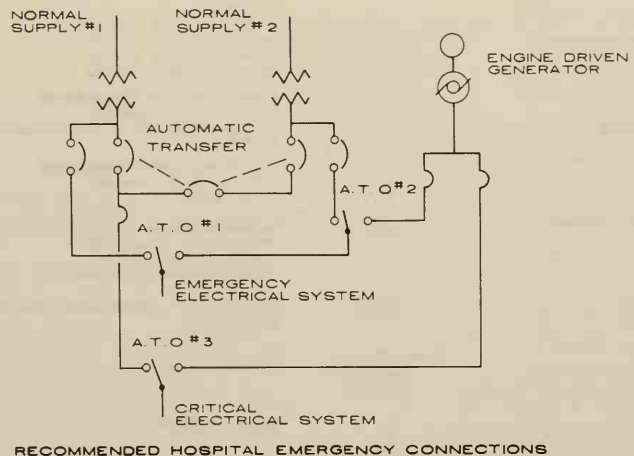 NORMAL
SUPPLY #1
NORMAL
SUPPLY #2
ENGINE DRIVEN
GENERATOR
AUTOMATIC
TRANSFER
A.T.O #2
A.T.O #1
EMERGENCY
ELECTRICAL SYSTEM
A.T.O #3
CRITICAL
ELECTRICAL SYSTEM
RECOMMENDED HOSPITAL EMERGENCY CONNECTIONS